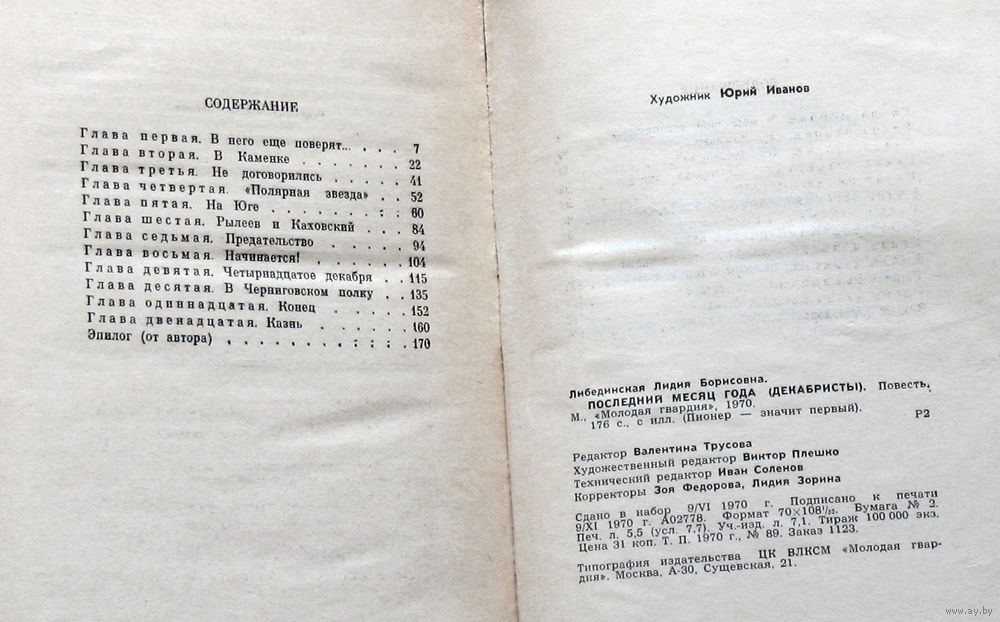 СОДЕРЖАНИЕ
Глава первая. В него еще поверят... . . . 7
Глава вторая. В Каменке . . . . . . 22
Глава третья. Не договорились . . . . . 41
Глава четвертая. «Полярная звезда» . . . 52
Глава пятая. На Юге . . . . . . : : 60
Глава шестая. Рылеев и Каховский . . . . 84
Глава седьмая. Предательство . . . . . 94
Глава восьмая. Начинается! . . . . . 104
Глава девятая. Четырнадцатое декабря . . 115
Глава десятая. В Черниговском полку . . 135
Глава одиннадцатая. Конец . . . . 152
Глава двенадцатая. Казнь . . . . . 160
Эпилог (от автора) . . . . . . : : : 170
Художник Юрий Иванов
Либединская Лидия Борисовна.
ПОСЛЕДНИЙ МЕСЯЦ ГОДА (ДЕКАБРИСТЫ). Повесть.
М., «Молодая гвардия», 1970.
176 с., с илл. (Пионер — значит первый). Р2
Редактор Валентина Трусова
Художественный редактор Виктор Плешко
Технический редактор Иван Соленов
Корректоры Зоя Федорова, Лидия Зорина
Сдано в набор 9/VI 1970 г. Подписано к печати
9/XI 1970 г. А02778. Формат 70×108¹/₃₂. Бумага № 2.
Печ. л. 5,5 (усл. 7,7). Уч.-изд. л. 7,1. Тираж 100 000 экз.
Цена 31 коп. Т. П. 1970 г., № 89. Заказ 1123.
Типография издательства ЦК ВЛКСМ «Молодая гвар-
дия». Москва, А-30, Сущевская, 21.
www.ay.by